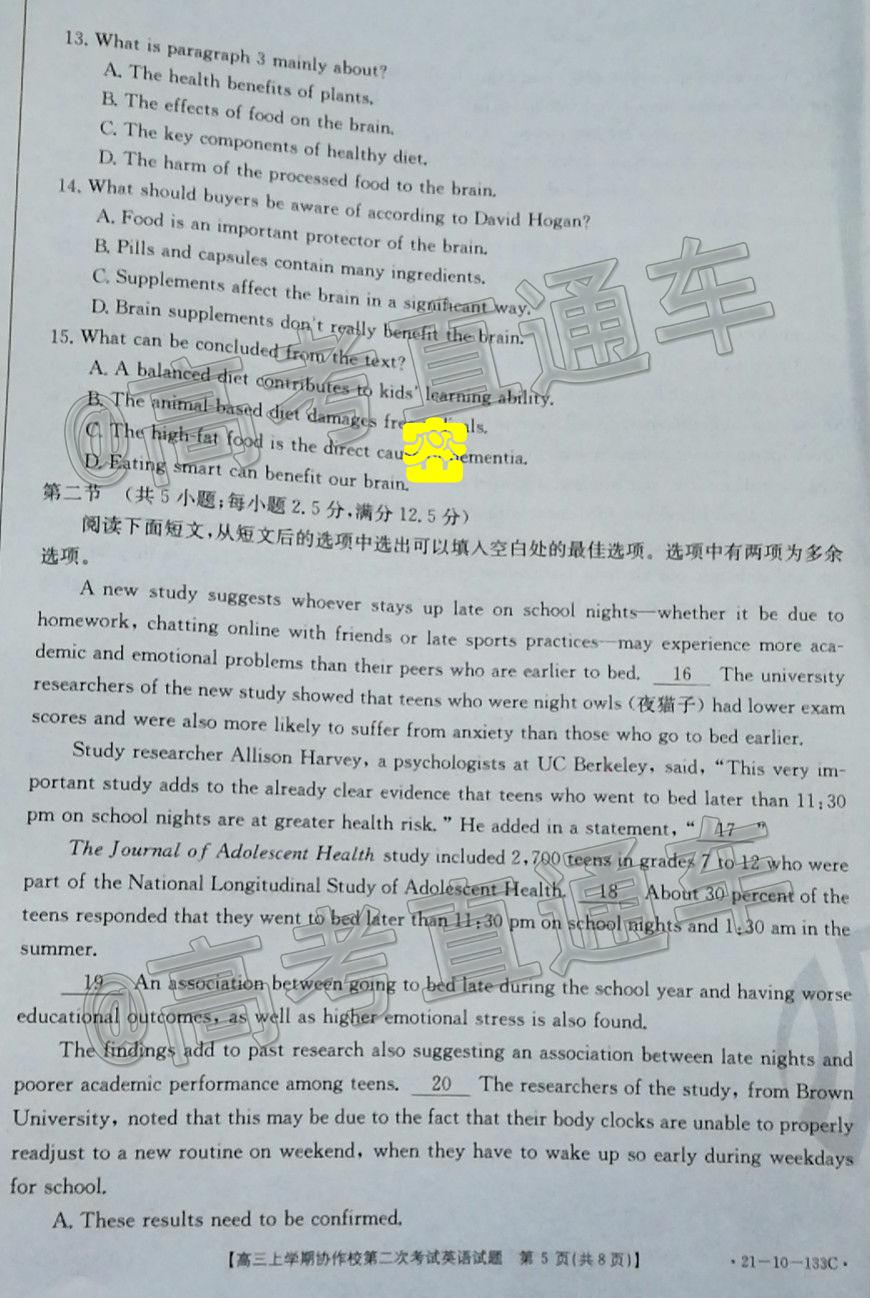 13. What is paragraph 3 mainly about?
A. The health benefits of plants.
B. The effects of food on the brain.
C. The key components of healthy diet.
D. The harm of the processed food to the brain.
14. What should buyers be aware of according to David Hogan?
A. Food is an important protector of the brain.
B. Pills and capsules contain many ingredients.
C. Supplements affect the brain in a significant way.
D. Brain supplements don't really benefit the brain.
15. What can be concluded from the text?
A. A balanced diet contributes to kids' learning ability.
B. The animal based diet damages
C. The high-fat food is the direct dementia.
D. Eating smart can benefit our brain.
第二节 (共5小题;每小题2.5分,满分12.5分)
阅读下面短文,从短文后的选项中选出可以填入空白处的最佳选项。选项中有两项为多余
选项。
A new study suggests whoever stays up late on school nights—whether it be due to
homework, chatting online with friends or late sports practices—may experience more aca-
demic and emotional problems than their peers who are earlier to bed. 16 The university
researchers of the new study showed that teens who were night owls(夜猫子)had lower exam
scores and were also more likely to suffer from anxiety than those who go to bed earlier.
Study researcher Allison Harvey, a psychologists at UC Berkeley, said, “This very im-
portant study adds to the already clear evidence that teens who went to bed later than 11:30
pm on school nights are at greater health risk.” He added in a statement, “ 17 ”
The Journal of Adolescent Health study included 2,700 teens in grades 7 to 12 who were
part of the National Longitudinal Study of Adolescent Health. 18 About 30 percent of the
teens responded that they went to bed later than 11:30 pm on school nights and 1:30 am in the
summer.
19 An association between going to bed late during the school year and having worse
educational outcomes, as well as higher emotional stress is also found.
The findings add to past research also suggesting an association between late nights and
poorer academic performance among teens. 20 The researchers of the study, from Brown
University, noted that this may be due to the fact that their body clocks are unable to properly
readjust to a new routine on weekend, when they have to wake up so early during weekdays
for school.
A. These results need to be confirmed.
【高三上学期协作校第二次考试英语试题 第5页(共8页)】 ·21-10-133C·
@高考直通车
@高考直通车